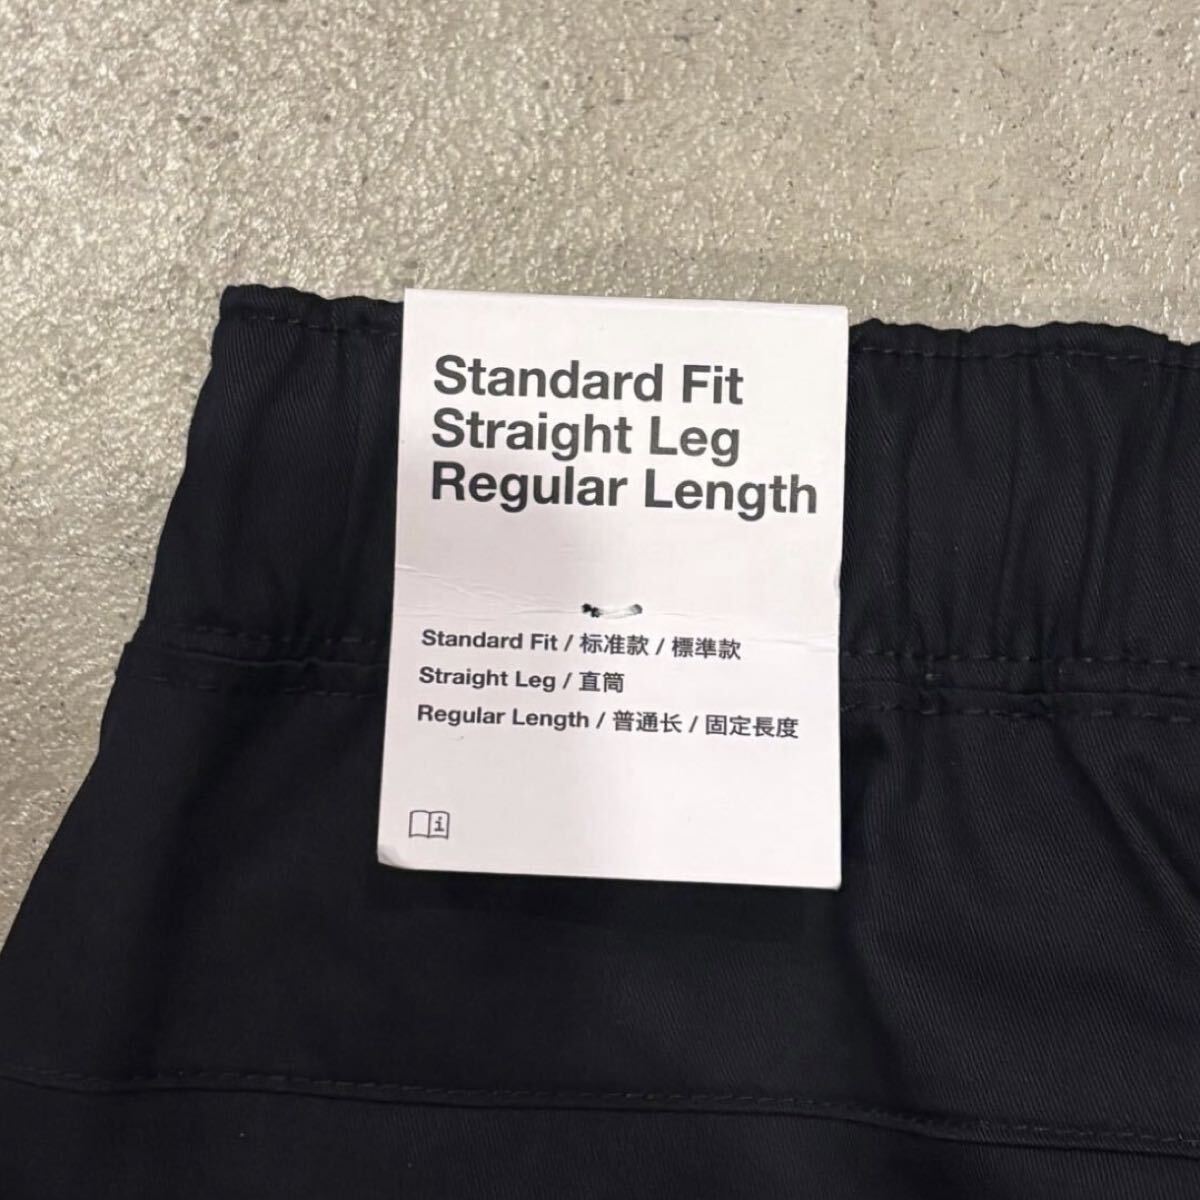 Standard Fit
Straight Leg
Regular Length
Standard Fit / 标准款 / 標準款
Straight Leg / 直筒
Regular Length / 普通长 / 固定長度
i